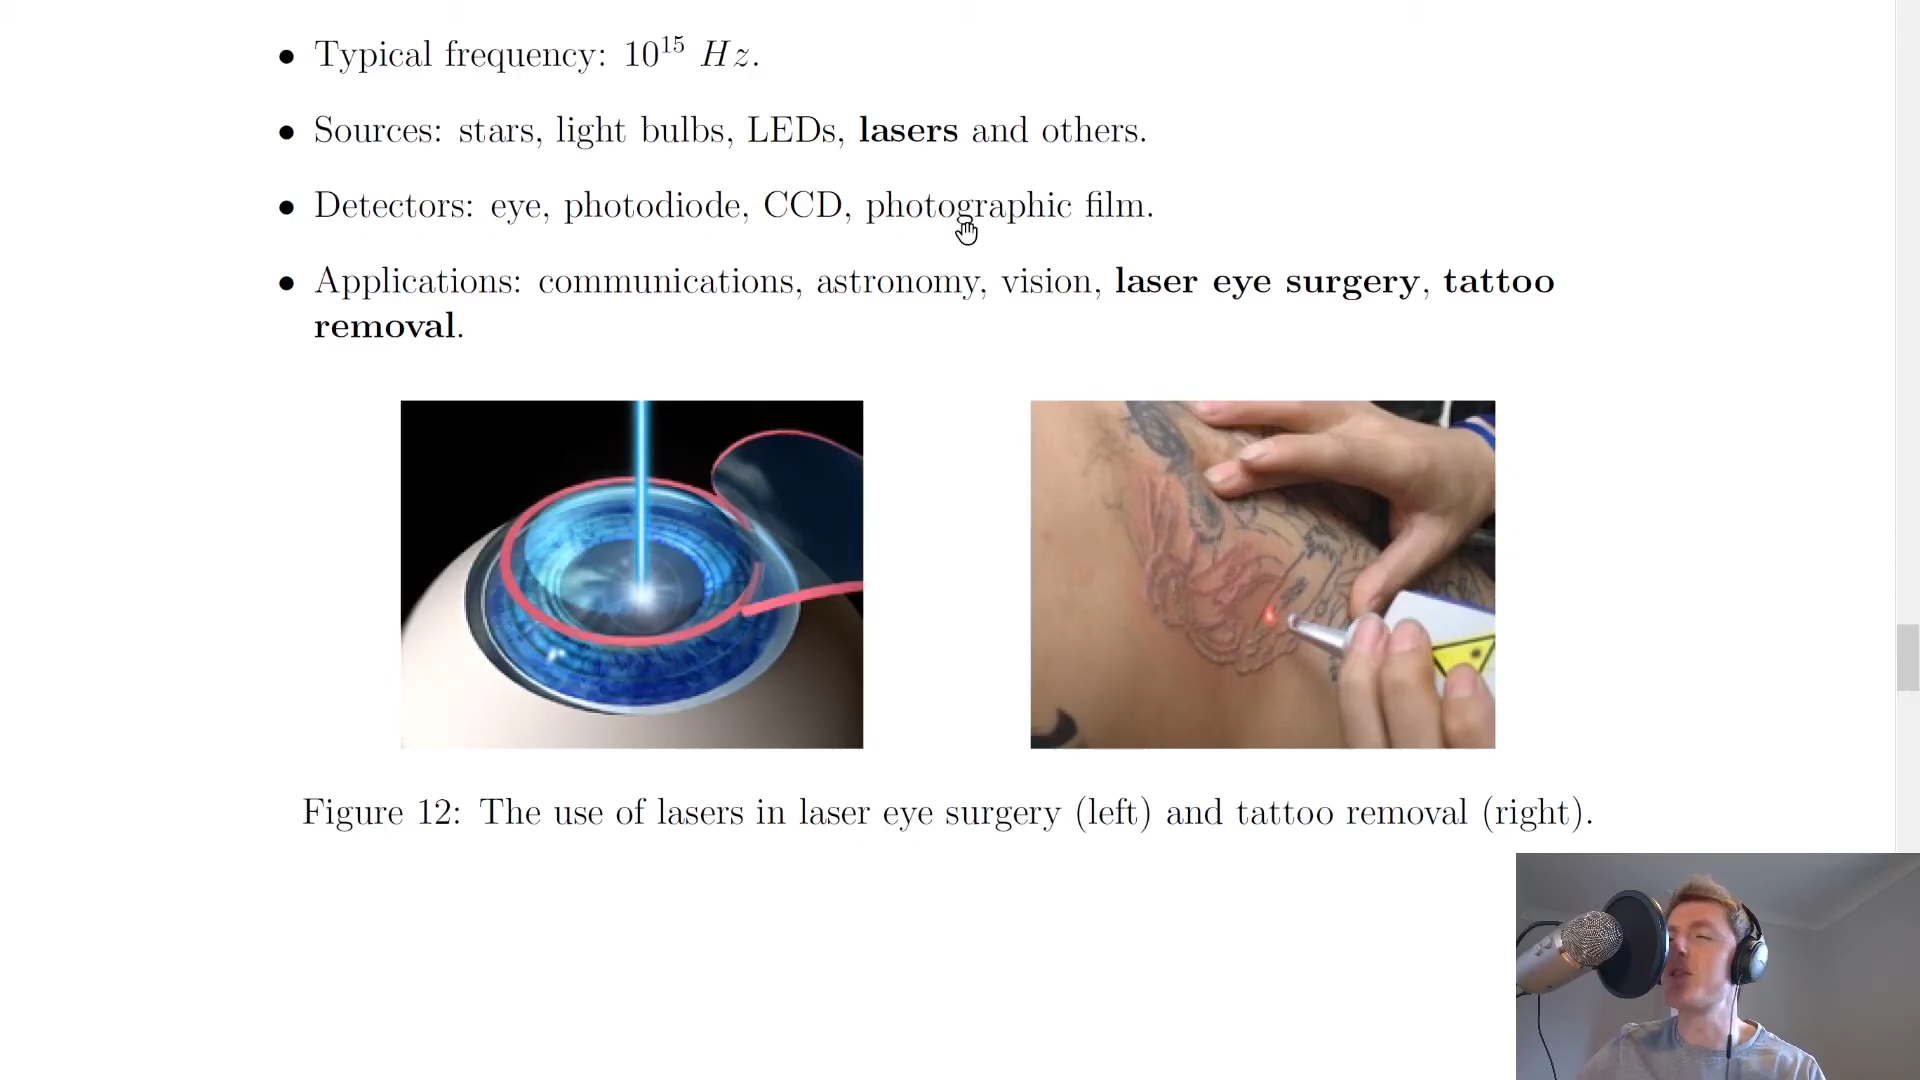 • Typical frequency: 10¹⁵ Hz.
• Sources: stars, light bulbs, LEDs, lasers and others.
• Detectors: eye, photodiode, CCD, photographic film.
• Applications: communications, astronomy, vision, laser eye surgery, tattoo
removal.
Figure 12: The use of lasers in laser eye surgery (left) and tattoo removal (right).